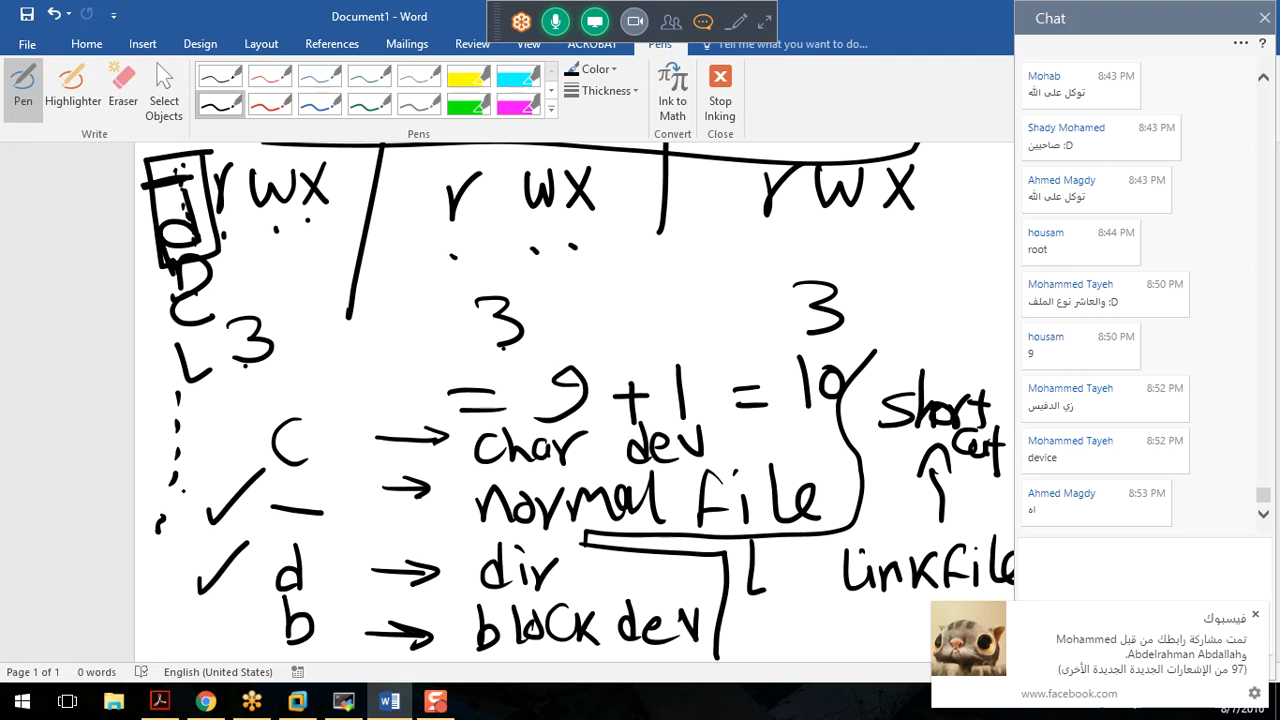 Document1 - Word
File Home Insert Design Layout References Mailings Review View ACROBAT Pens Tell me what you want to do...
Pen Highlighter Eraser Select Objects
Color Thickness
Ink to Math Stop Inking
Write Pens Convert Close
r w x r w x r w x
d
b
c
L 3 3 3
= 9 + 1 = 10
c → char dev
✓ — → normal file
✓ d → dir
b → block dev
short cut
L linkfile
Chat
Mohab 8:43 PM
توكل على الله
Shady Mohamed 8:43 PM
صاحيين :D
Ahmed Magdy 8:43 PM
توكل على الله
housam 8:44 PM
root
Mohammed Tayeh 8:50 PM
والعاشر نوع الملف :D
housam 8:50 PM
9
Mohammed Tayeh 8:52 PM
زي الدفيس
Mohammed Tayeh 8:52 PM
device
Ahmed Magdy 8:53 PM
اه
فيسبوك
تمت مشاركة رابطك من قبل Mohammed
وAbdelrahman Abdallah.
(97 من الإشعارات الجديدة الجديدة الأخرى)
www.facebook.com
Page 1 of 1 0 words English (United States)
8/7/2016